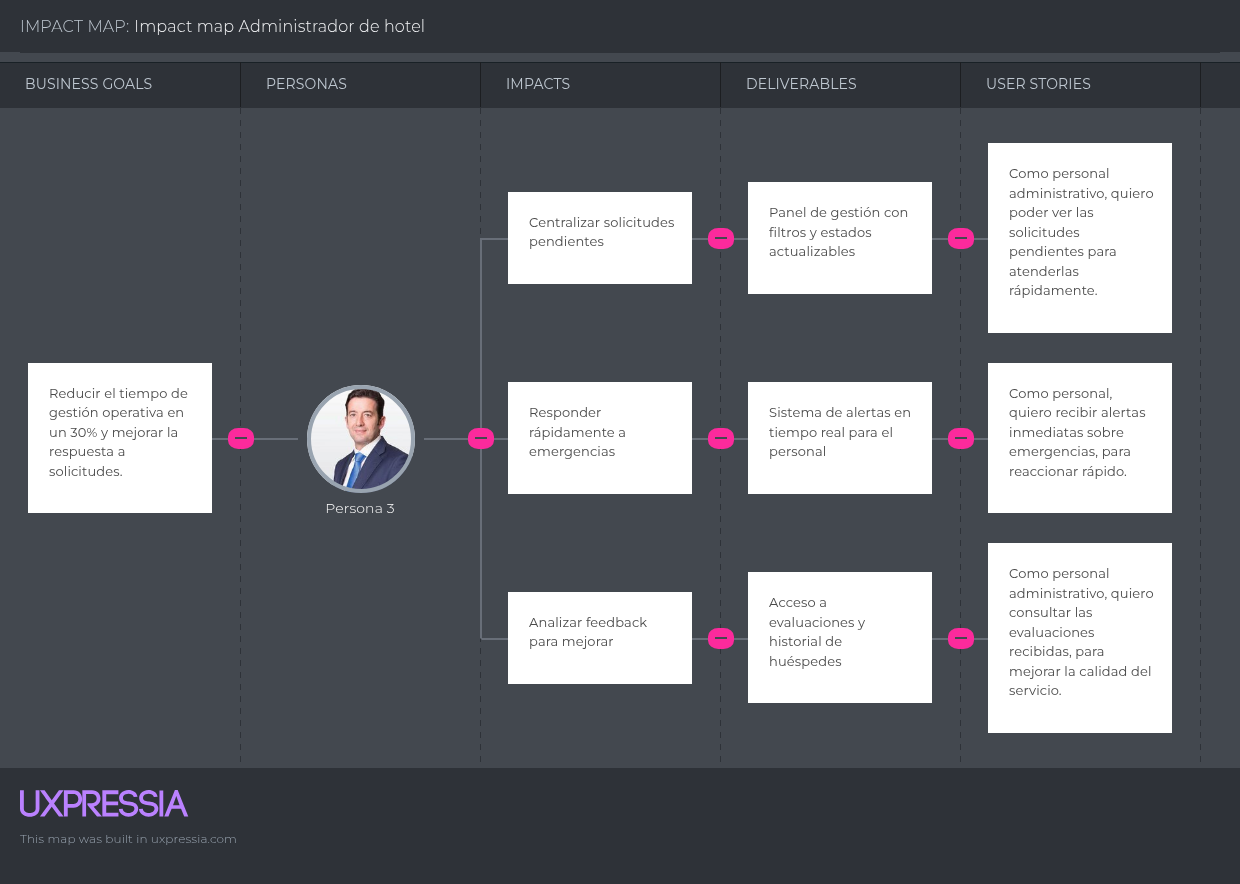 IMPACT MAP: Impact map Administrador de hotel
BUSINESS GOALS
PERSONAS
IMPACTS
DELIVERABLES
USER STORIES
Reducir el tiempo de
gestión operativa en
un 30% y mejorar la
respuesta a
solicitudes.
Persona 3
Centralizar solicitudes
pendientes
Panel de gestión con
filtros y estados
actualizables
Como personal
administrativo, quiero
poder ver las
solicitudes
pendientes para
atenderlas
rápidamente.
Responder
rápidamente a
emergencias
Sistema de alertas en
tiempo real para el
personal
Como personal,
quiero recibir alertas
inmediatas sobre
emergencias, para
reaccionar rápido.
Analizar feedback
para mejorar
Acceso a
evaluaciones y
historial de
huéspedes
Como personal
administrativo, quiero
consultar las
evaluaciones
recibidas, para
mejorar la calidad del
servicio.
UXPRESSIA
This map was built in uxpressia.com